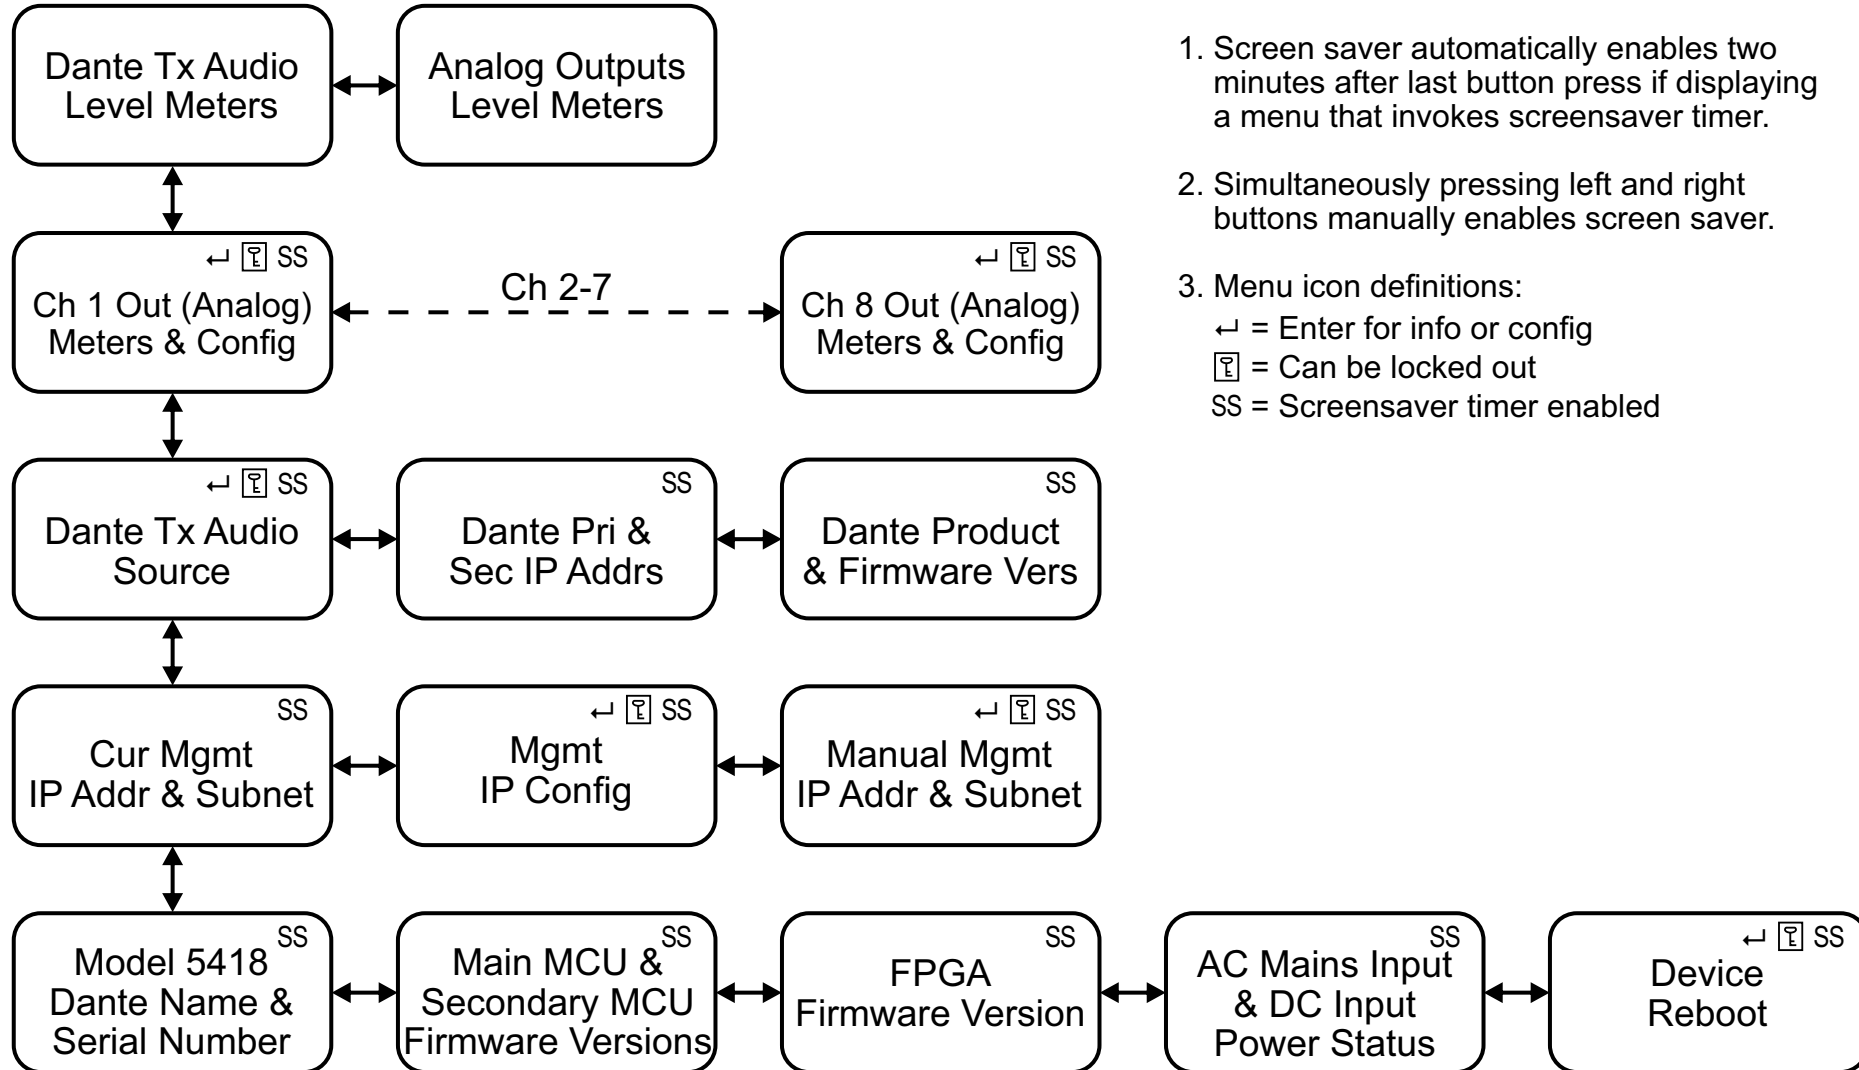 Dante Tx Audio
Level Meters
Analog Outputs
Level Meters
1. Screen saver automatically enables two
minutes after last button press if displaying
a menu that invokes screensaver timer.
2. Simultaneously pressing left and right
buttons manually enables screen saver.
3. Menu icon definitions:
↵ = Enter for info or config
= Can be locked out
SS = Screensaver timer enabled
↵ SS
Ch 1 Out (Analog)
Meters & Config
Ch 2-7
↵ SS
Ch 8 Out (Analog)
Meters & Config
↵ SS
Dante Tx Audio
Source
SS
Dante Pri &
Sec IP Addrs
SS
Dante Product
& Firmware Vers
SS
Cur Mgmt
IP Addr & Subnet
↵ SS
Mgmt
IP Config
↵ SS
Manual Mgmt
IP Addr & Subnet
SS
Model 5418
Dante Name &
Serial Number
SS
Main MCU &
Secondary MCU
Firmware Versions
SS
FPGA
Firmware Version
SS
AC Mains Input
& DC Input
Power Status
↵ SS
Device
Reboot